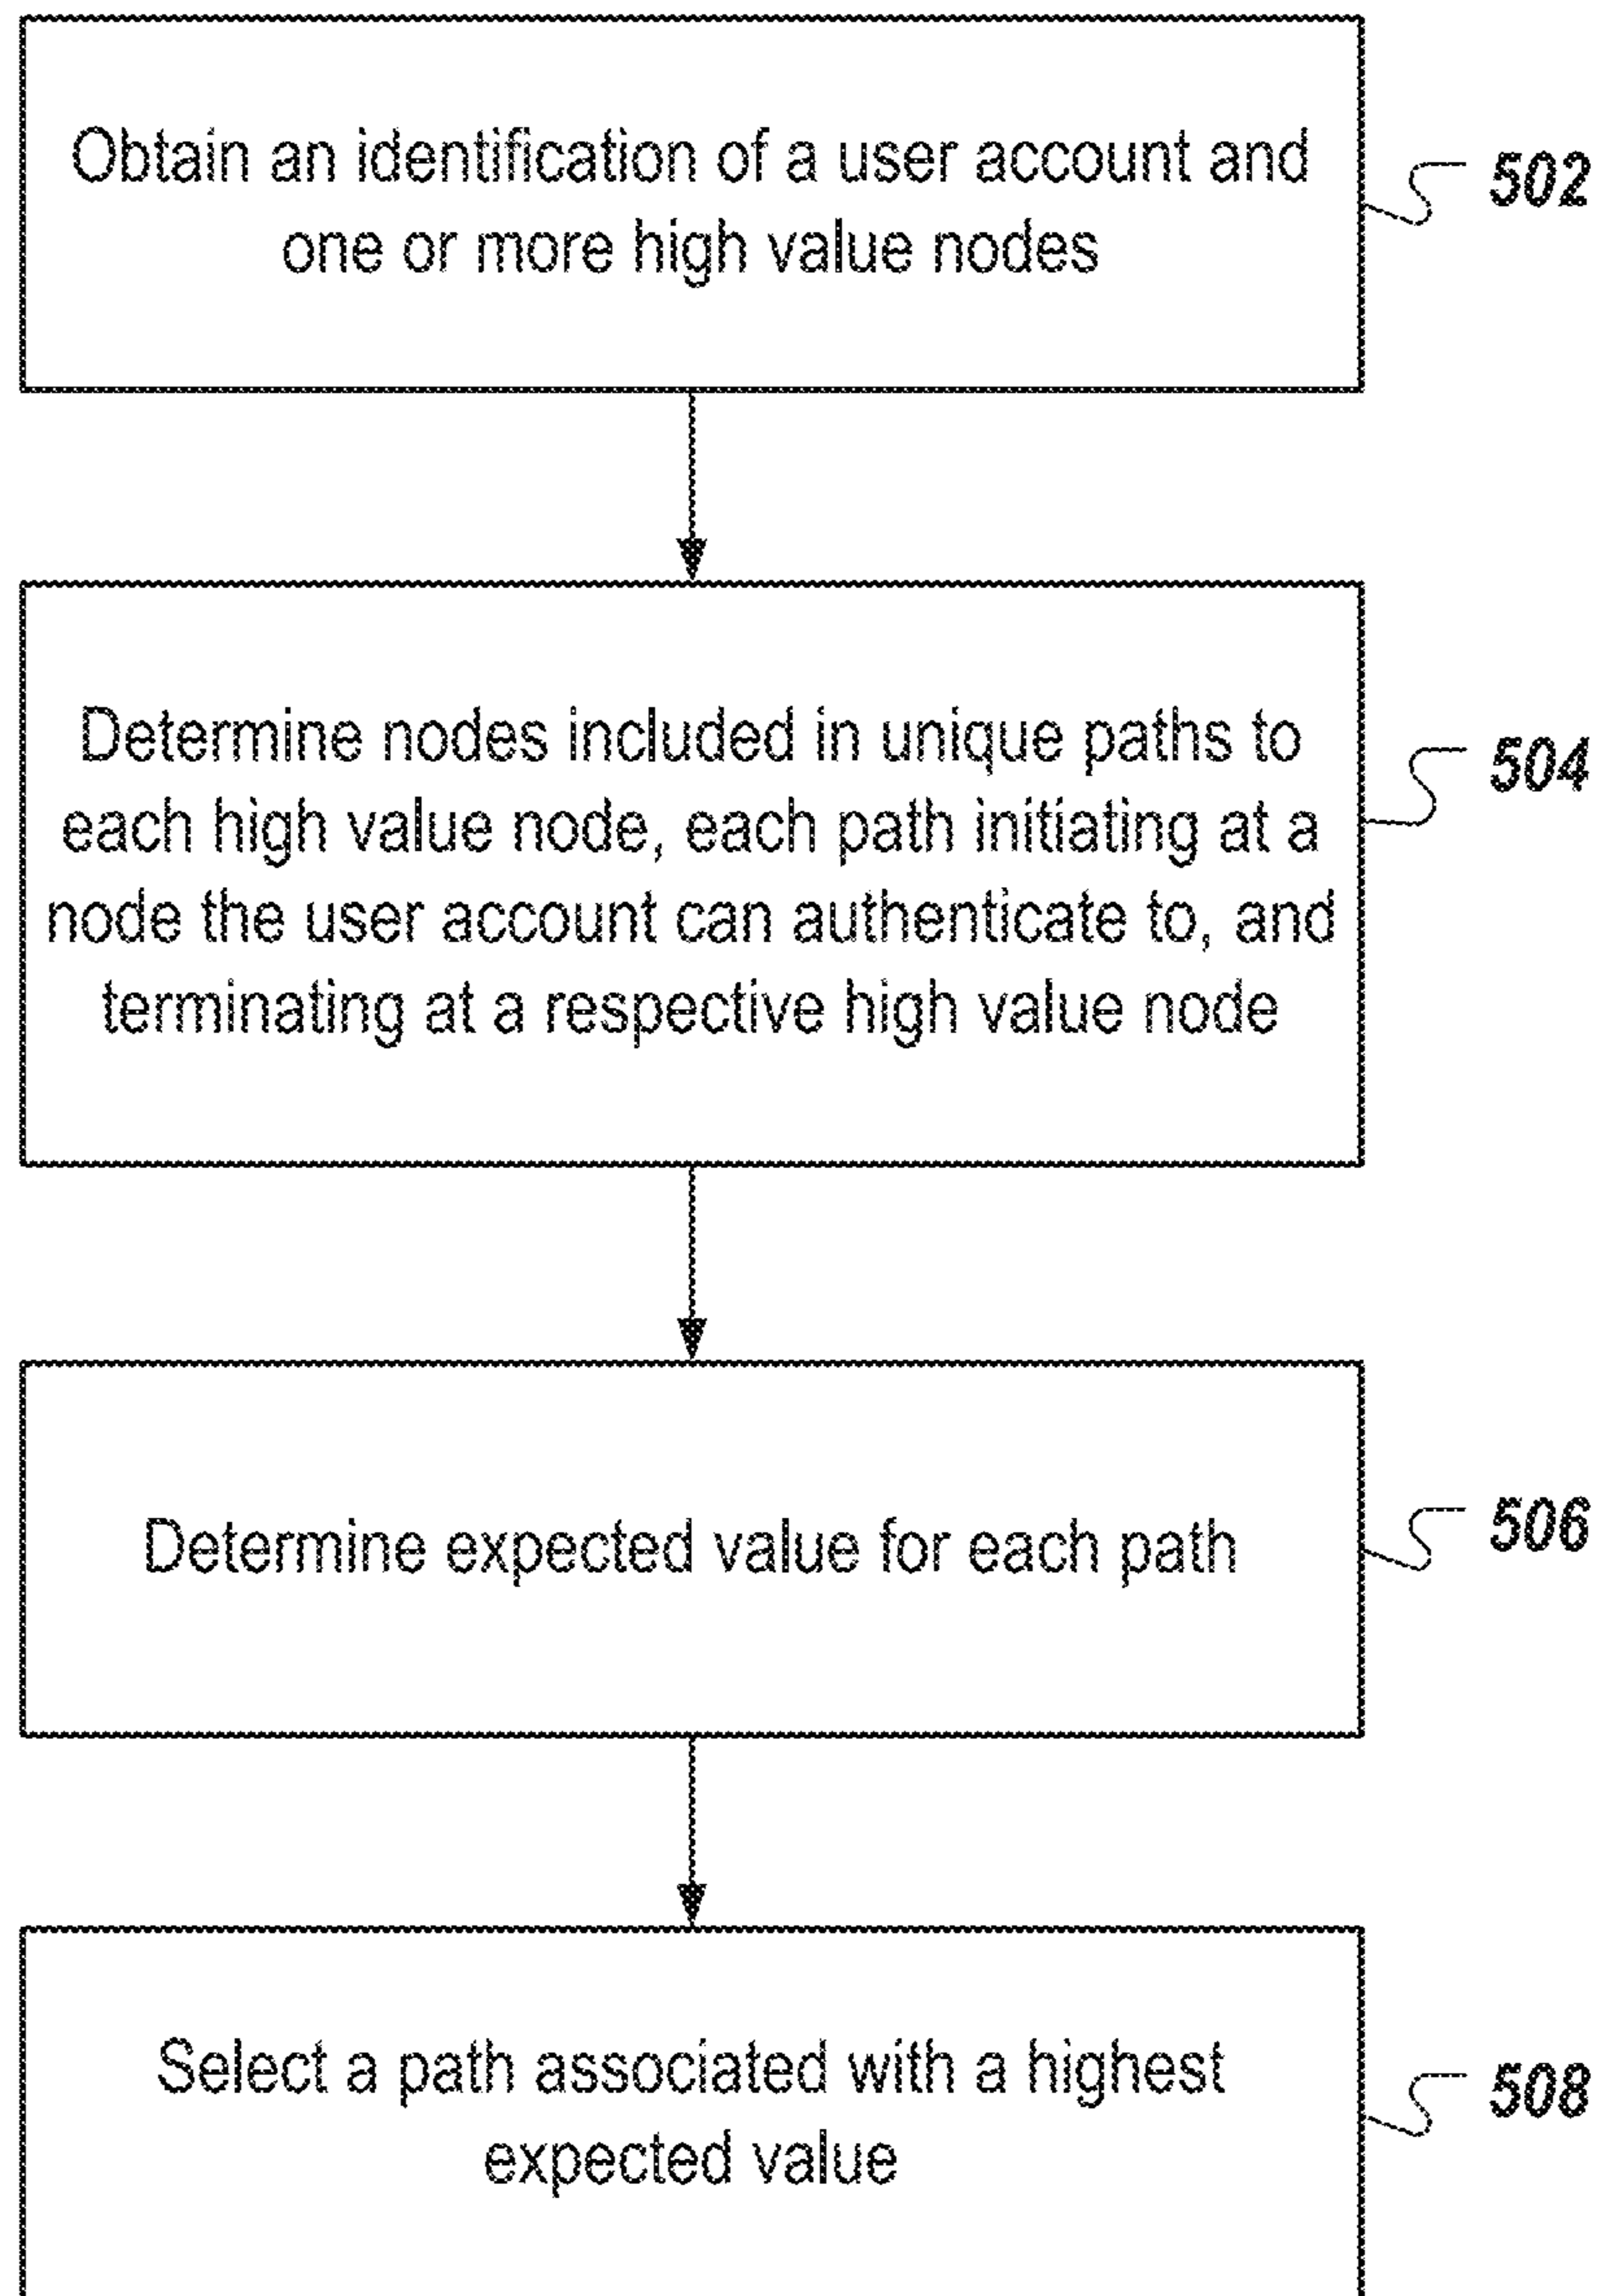 Obtain an identification of a user account and
one or more high value nodes
502
Determine nodes included in unique paths to
each high value node, each path initiating at a
node the user account can authenticate to, and
terminating at a respective high value node
504
Determine expected value for each path
506
Select a path associated with a highest
expected value
508